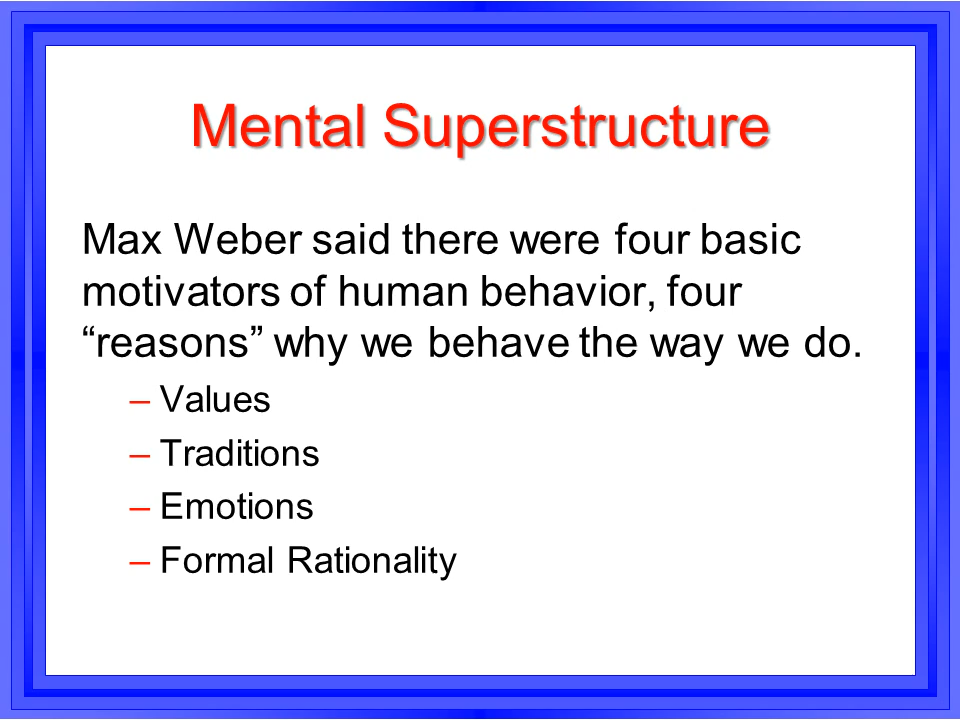 Mental Superstructure
Max Weber said there were four basic
motivators of human behavior, four
“reasons” why we behave the way we do.
– Values
– Traditions
– Emotions
– Formal Rationality